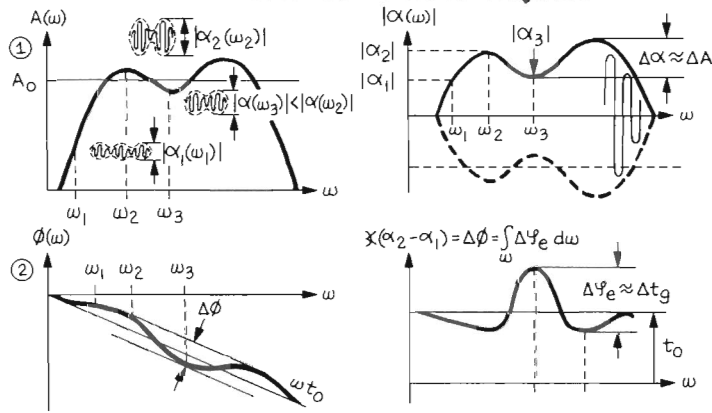 A(ω)
①
|α₂(ω₂)|
A₀
|α(ω₃)|<|α(ω₂)|
|α₁(ω₁)|
ω₁ ω₂ ω₃
ω
|α(ω)|
|α₂|
|α₁|
|α₃|
Δα≈ΔA
ω₁ ω₂ ω₃
ω
ϕ(ω)
②
ω₁ ω₂ ω₃
ω
Δϕ
ωt₀
∡(α₂-α₁)=Δϕ=∫Δφₑ dω
ω
Δφₑ≈Δt_g
t₀